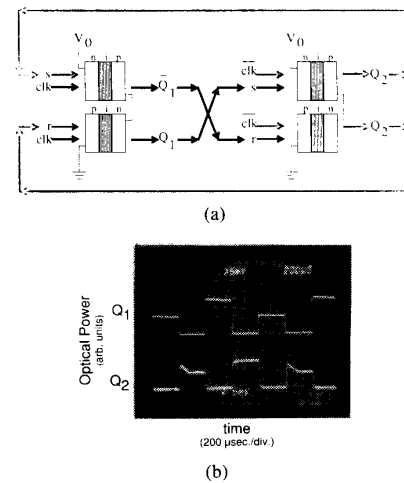 V0 V0
n i p n i p
s clk Q̄1 clk̄ s Q2
p i n p i n
r clk Q1 clk̄ r Q̄2
(a)
Q1
Q2
Optical Power
(arb. units)
time
(200 μsec./div.)
(b)